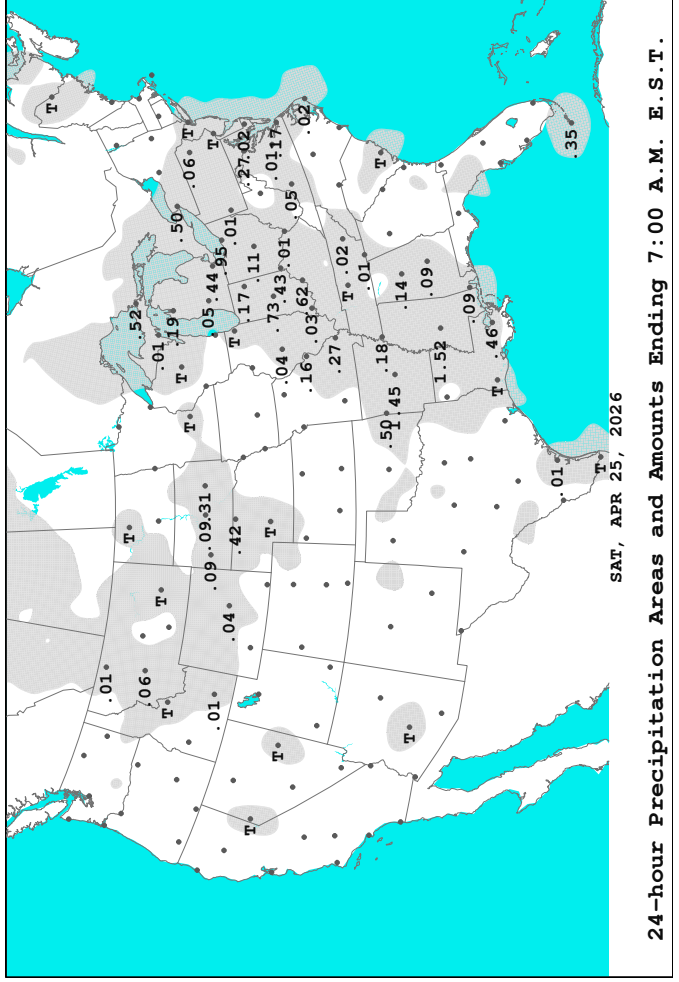 T
T
T
.02
.17
.02
.27
.01
.06
T
.35
.05
.50
.01
.95
.11
.01
.02
.01
.44
.43
.62
T
.14
.09
.52
.19
.05
.17
.73
.03
.09
.01
T
.27
.18
.46
1.52
T
.04
.16
T
1.45
.50
T
.31
.09
T
.42
T
.01
T
.09
T
.04
.01
.06
T
.01
T
T
T
SAT, APR 25, 2026
24-hour Precipitation Areas and Amounts Ending 7:00 A.M. E.S.T.